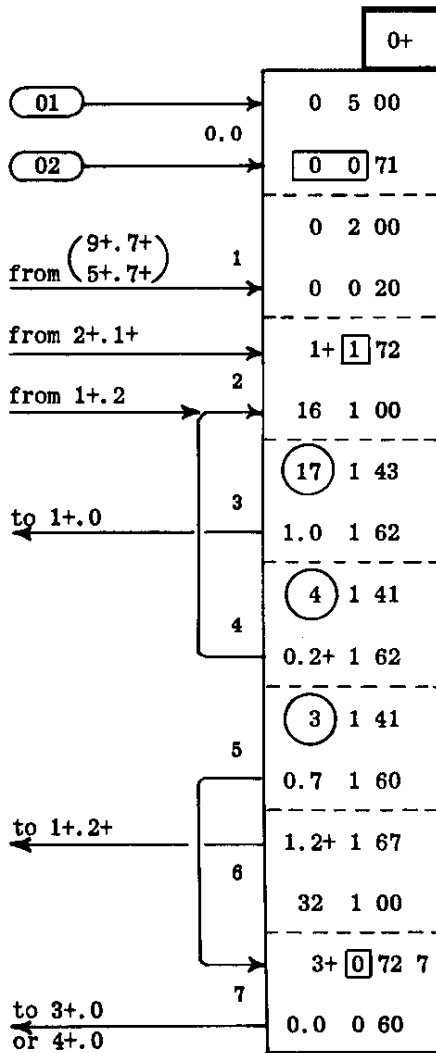 0+
01 0 5 00
0.0
02 0 0 71
0 2 00
9+.7+
from 5+.7+ 1
0 0 20
from 2+.1+ 1+ 1 72
from 1+.2 2 16 1 00
17 1 43
3
to 1+.0 1.0 1 62
4 1 41
4
0.2+ 1 62
3 1 41
5
0.7 1 60
to 1+.2+ 1.2+ 1 67
6
32 1 00
3+ 0 72 7
7
to 3+.0 0.0 0 60
or 4+.0